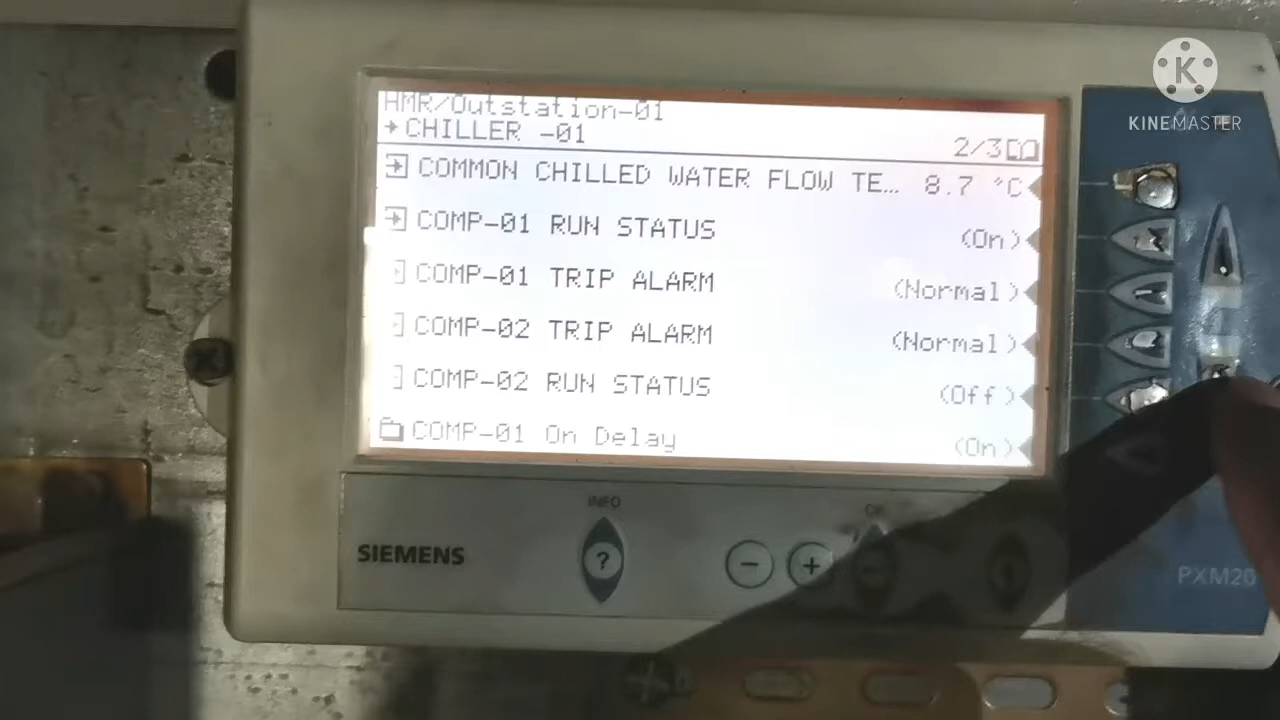 HMR/Outstation-01
→CHILLER -01 2/3
COMMON CHILLED WATER FLOW TE... 8.7 °C
COMP-01 RUN STATUS (On)
COMP-01 TRIP ALARM (Normal)
COMP-02 TRIP ALARM (Normal)
COMP-02 RUN STATUS (Off)
COMP-01 On Delay (On)
INFO
OK
SIEMENS
?
-
+
PXM20
K
KINEMASTER